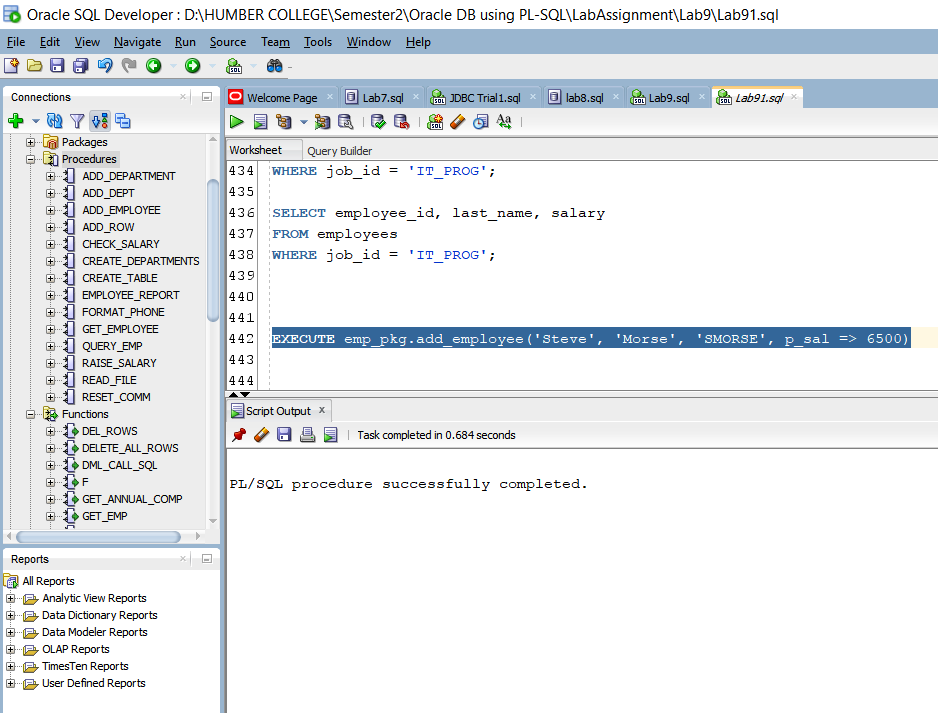 Oracle SQL Developer : D:\HUMBER COLLEGE\Semester2\Oracle DB using PL-SQL\LabAssignment\Lab9\Lab91.sql
File Edit View Navigate Run Source Team Tools Window Help
Connections
Packages
Procedures
ADD_DEPARTMENT
ADD_DEPT
ADD_EMPLOYEE
ADD_ROW
CHECK_SALARY
CREATE_DEPARTMENTS
CREATE_TABLE
EMPLOYEE_REPORT
FORMAT_PHONE
GET_EMPLOYEE
QUERY_EMP
RAISE_SALARY
READ_FILE
RESET_COMM
Functions
DEL_ROWS
DELETE_ALL_ROWS
DML_CALL_SQL
F
GET_ANNUAL_COMP
GET_EMP
Reports
All Reports
Analytic View Reports
Data Dictionary Reports
Data Modeler Reports
OLAP Reports
TimesTen Reports
User Defined Reports
Welcome Page Lab7.sql JDBC Trial1.sql lab8.sql Lab9.sql Lab91.sql
Aa
Worksheet Query Builder
434 WHERE job_id = 'IT_PROG';
435
436 SELECT employee_id, last_name, salary
437 FROM employees
438 WHERE job_id = 'IT_PROG';
439
440
441
442 EXECUTE emp_pkg.add_employee('Steve', 'Morse', 'SMORSE', p_sal => 6500)
443
444
Script Output
Task completed in 0.684 seconds
PL/SQL procedure successfully completed.